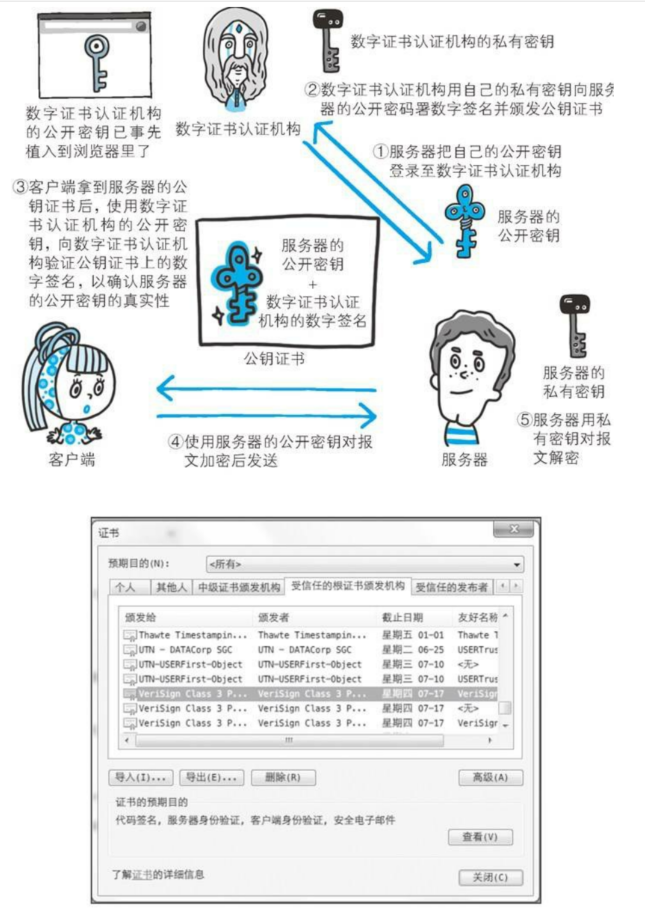 数字证书认证机构的私有密钥
②数字证书认证机构用自己的私有密钥向服务
器的公开密码署数字签名并颁发公钥证书
数字证书认证机构
的公开密钥已事先
植入到浏览器里了
数字证书认证机构
①服务器把自己的公开密钥
登录至数字证书认证机构
服务器的
公开密钥
③客户端拿到服务器的公
钥证书后，使用数字证
书认证机构的公开密
钥，向数字证书认证机
构验证公钥证书上的数
字签名，以确认服务器
的公开密钥的真实性
服务器的
公开密钥
+
数字证书认证
机构的数字签名
公钥证书
服务器的
私有密钥
④使用服务器的公开密钥对报
文加密后发送
⑤服务器用私
有密钥对报
文解密
客户端
服务器
证书
预期目的(N):
<所有>
个人 其他人 中级证书颁发机构 受信任的根证书颁发机构 受信任的发布者
颁发给 颁发者 截止日期 友好名称
Thawte Timestampin... Thawte Timestampin... 星期五 01-01 Thawte T
UTN - DATACorp SGC UTN - DATACorp SGC 星期二 06-25 USERTrus
UTN-USERFirst-Object UTN-USERFirst-Object 星期三 07-10 <无>
UTN-USERFirst-Object UTN-USERFirst-Object 星期三 07-10 USERTrus
VeriSign Class 3 P... VeriSign Class 3 P... 星期四 07-17 VeriSign
VeriSign Class 3 P... VeriSign Class 3 P... 星期四 07-17 <无>
VeriSign Class 3 P... VeriSign Class 3 P... 星期四 07-17 VeriSign
导入(I)... 导出(E)... 删除(R) 高级(A)
证书的预期目的
代码签名，服务器身份验证，客户端身份验证，安全电子邮件
查看(V)
了解证书的详细信息
关闭(C)